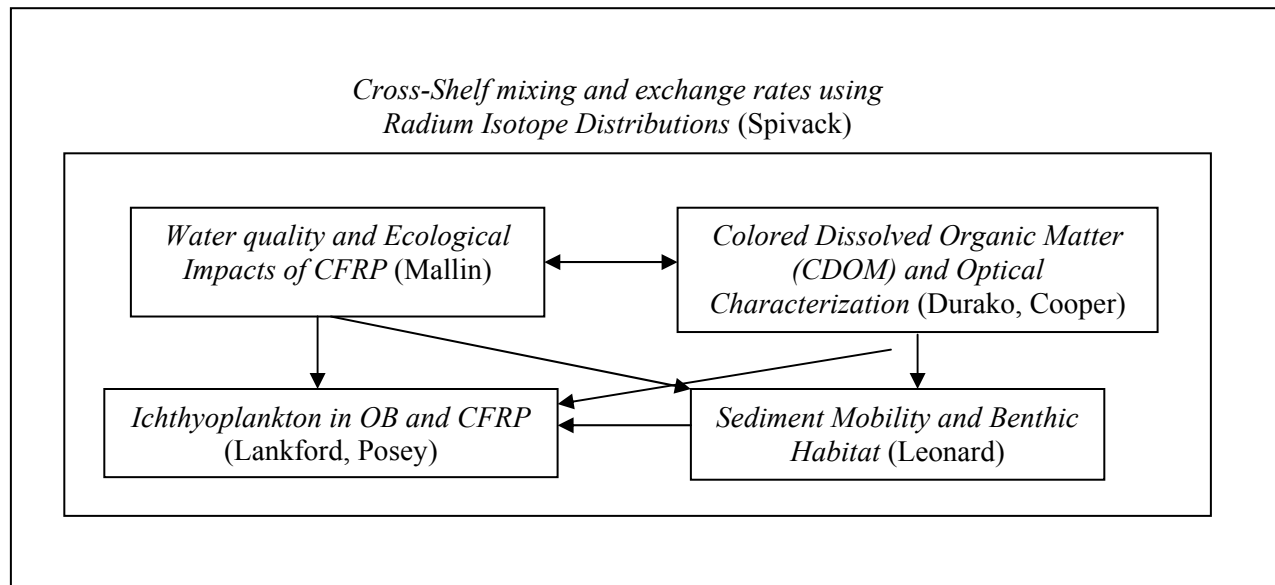 Cross-Shelf mixing and exchange rates using
Radium Isotope Distributions (Spivack)
Water quality and Ecological
Impacts of CFRP (Mallin)
Colored Dissolved Organic Matter
(CDOM) and Optical
Characterization (Durako, Cooper)
Ichthyoplankton in OB and CFRP
(Lankford, Posey)
Sediment Mobility and Benthic
Habitat (Leonard)